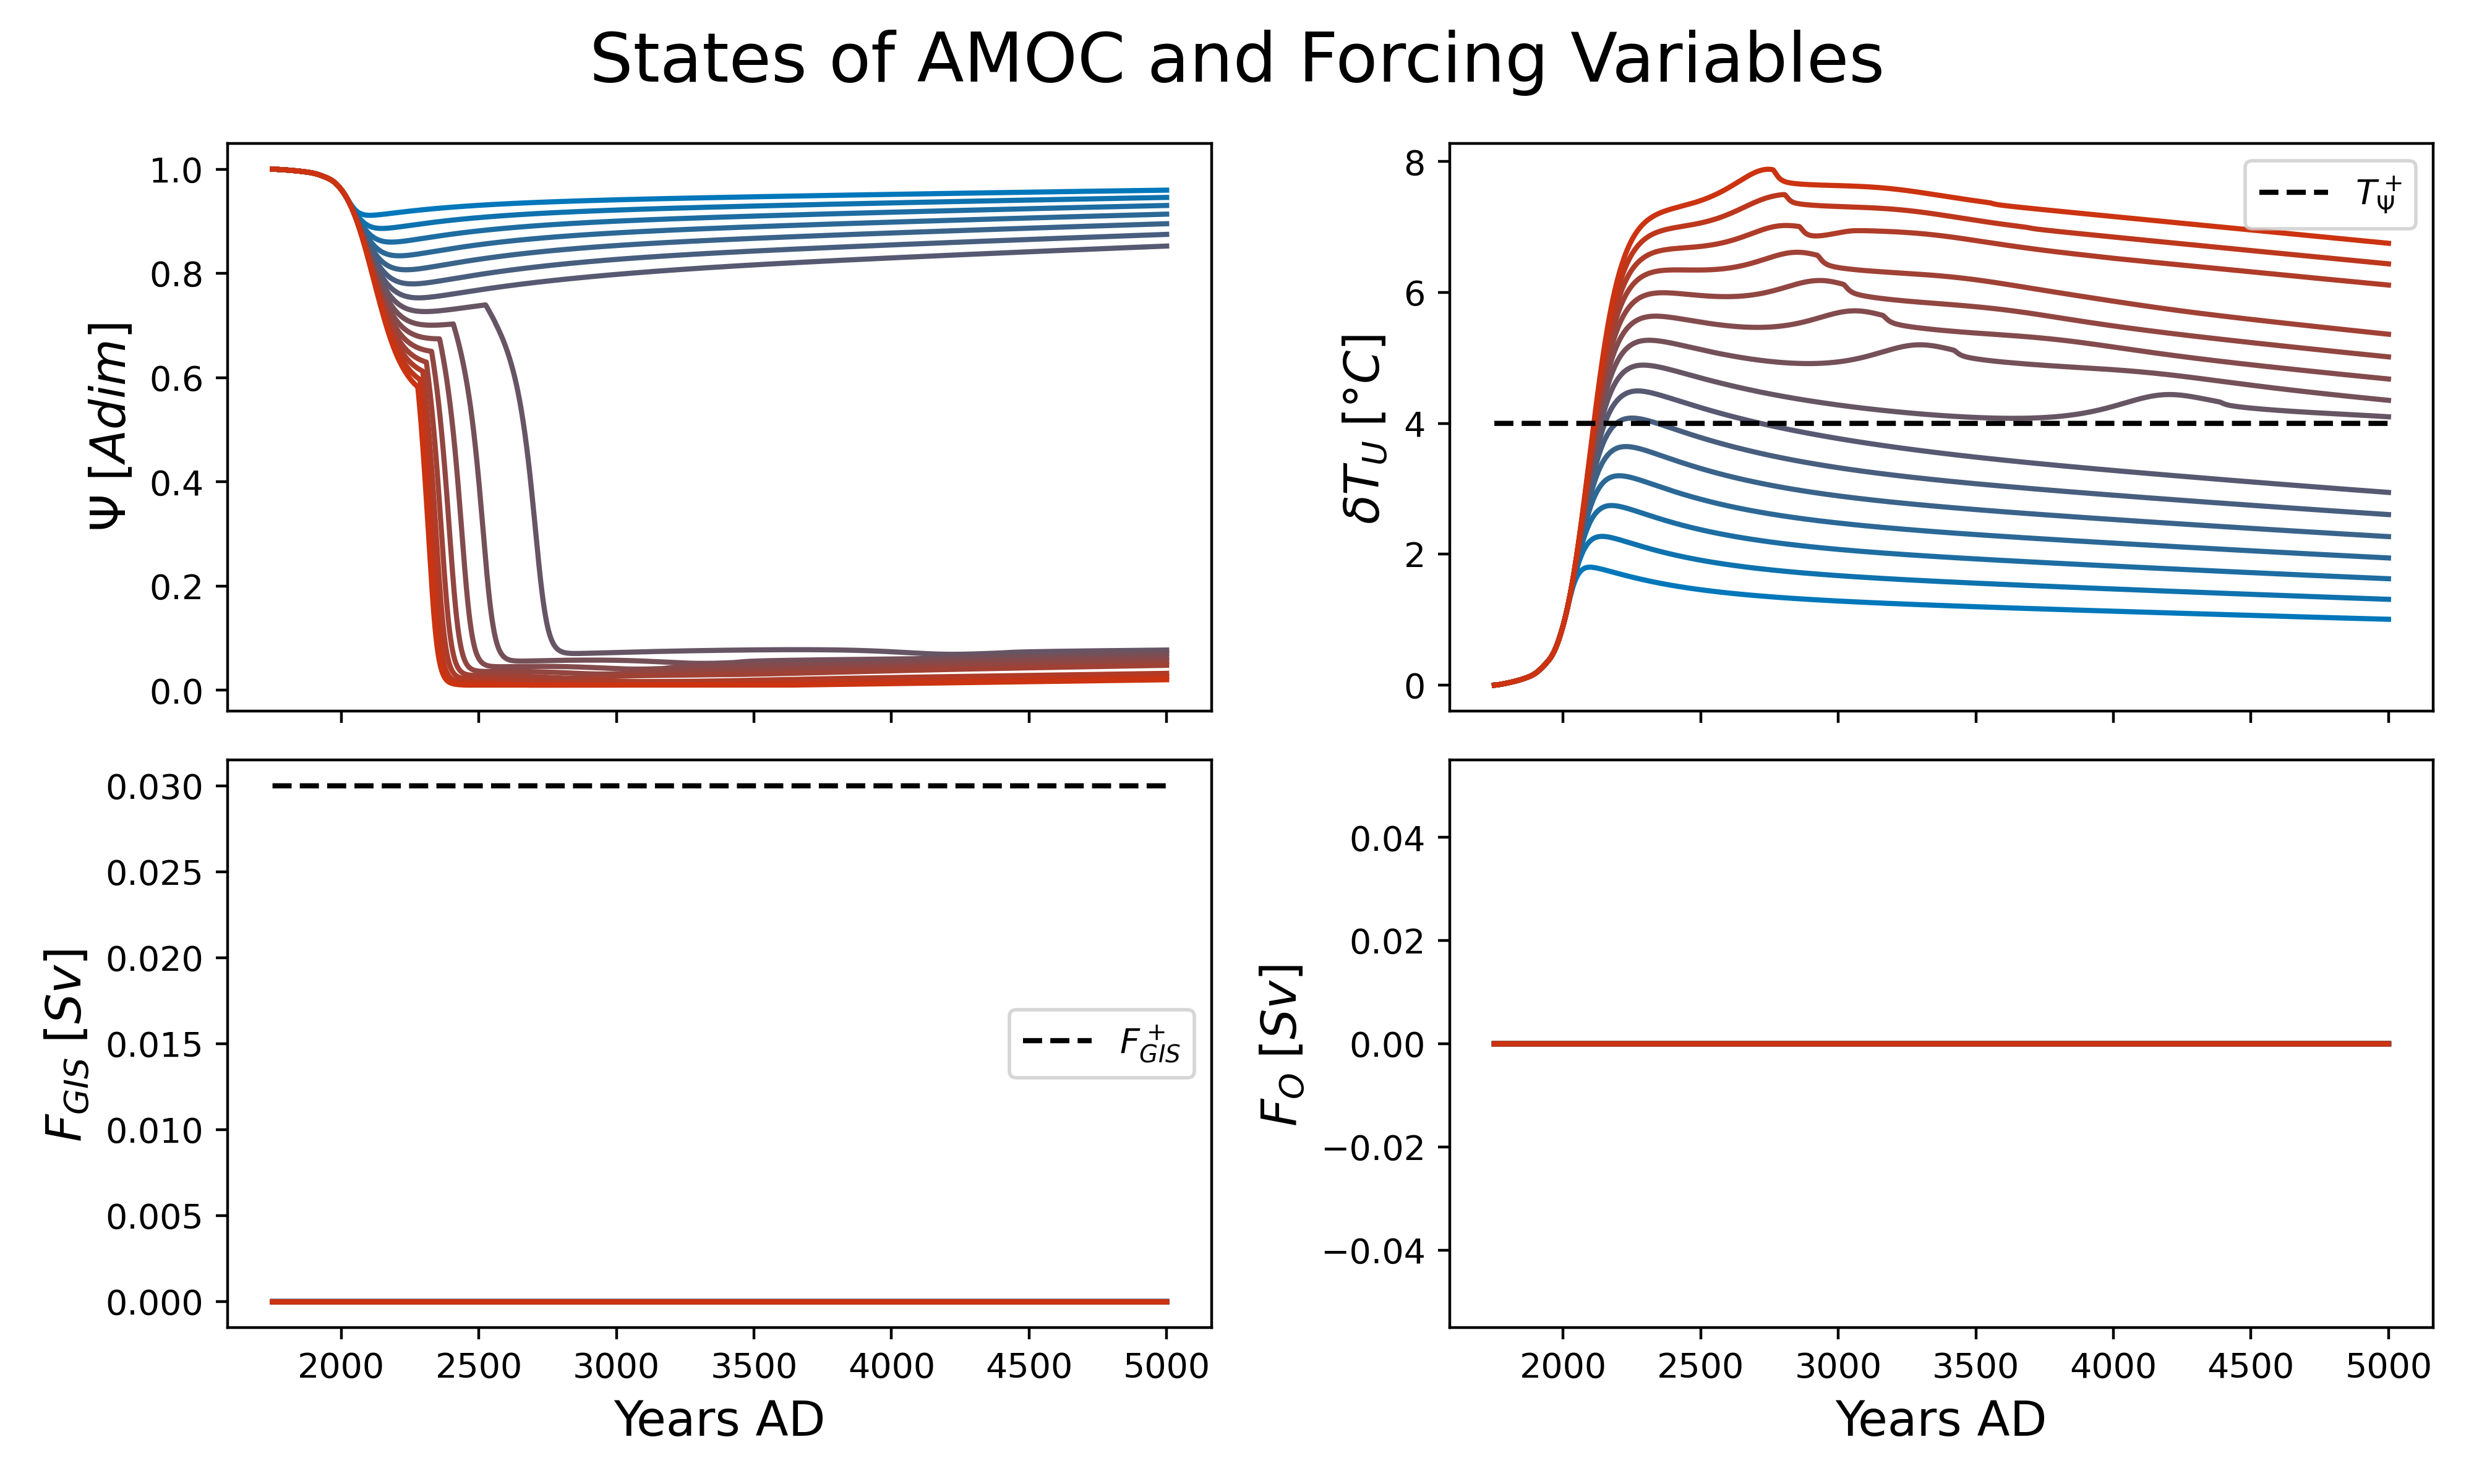 States of AMOC and Forcing Variables
Ψ [Adim]
1.0
0.8
0.6
0.4
0.2
0.0
δT_U [°C]
8
6
4
2
0
T_Ψ^+
F_GIS [Sv]
0.030
0.025
0.020
0.015
0.010
0.005
0.000
F_GIS^+
2000 2500 3000 3500 4000 4500 5000
Years AD
F_O [Sv]
0.04
0.02
0.00
−0.02
−0.04
2000 2500 3000 3500 4000 4500 5000
Years AD